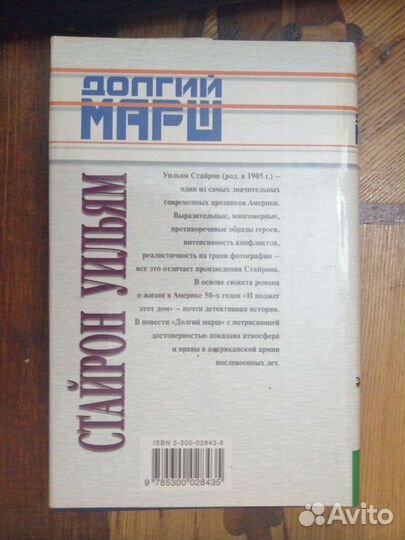 ДОЛГИЙ
МАРШ
СТАЙРОН УИЛЬЯМ
Уильям Стайрон (род. в 1905 г.) –
один из самых значительных
современных прозаиков Америки.
Выразительные, многомерные,
противоречивые образы героев,
интенсивность конфликтов,
реалистичность на грани фотографии –
все это отличает произведения Стайрона.
В основе сюжета романа
о жизни в Америке 50-х годов «И поджег
этот дом» – почти детективная история.
В повести «Долгий марш» с потрясающей
достоверностью показана атмосфера
и нравы в американской армии
послевоенных лет.
ISBN 5-300-02843-6
9 785300 028435
Avito